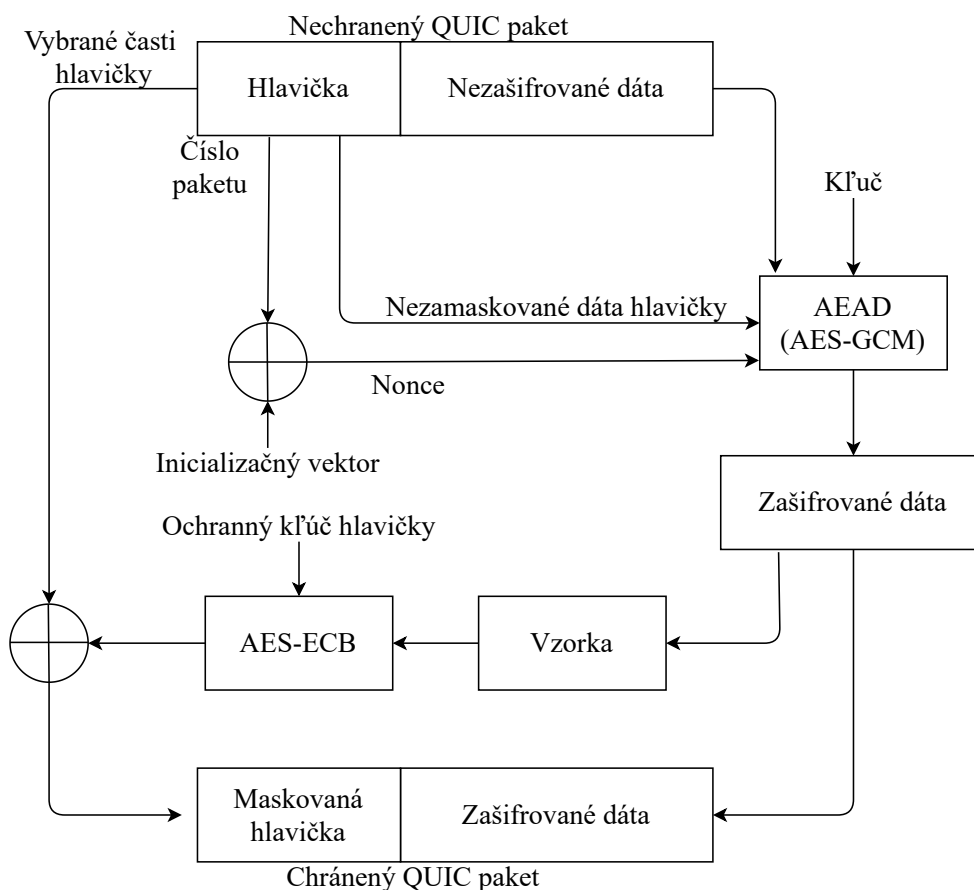 Nechranený QUIC paket
Vybrané časti
hlavičky
Hlavička
Nezašifrované dáta
Číslo
paketu
Kľuč
Nezamaskované dáta hlavičky
AEAD
(AES-GCM)
Nonce
Inicializačný vektor
Zašifrované dáta
Ochranný kľúč hlavičky
AES-ECB
Vzorka
Maskovaná
hlavička
Zašifrované dáta
Chránený QUIC paket